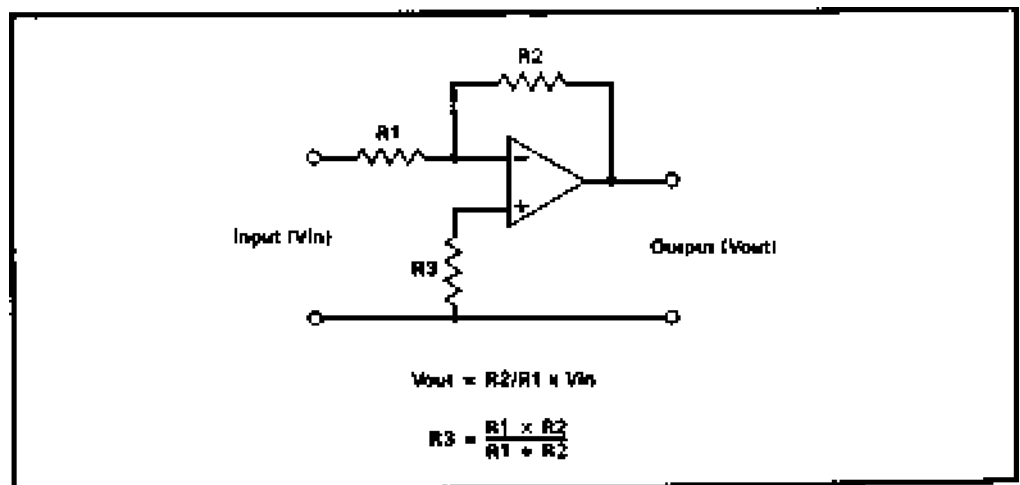 R2
R1
-
+
Input (Vin)
R3
Output (Vout)
Vout = R2/R1 x Vin
R3 = R1 × R2
R1 + R2